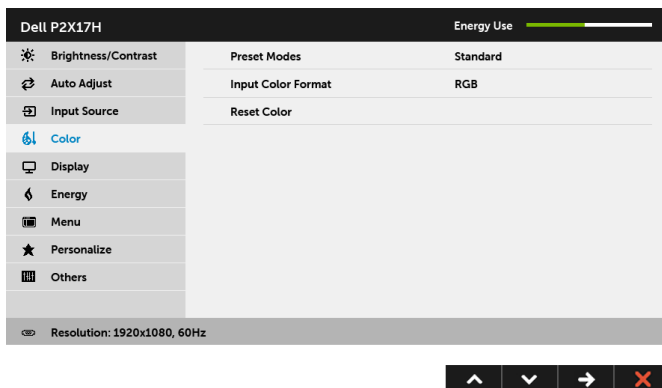 Dell P2X17H Energy Use
Brightness/Contrast Preset Modes Standard
Auto Adjust Input Color Format RGB
Input Source Reset Color
Color
Display
Energy
Menu
Personalize
Others
Resolution: 1920x1080, 60Hz